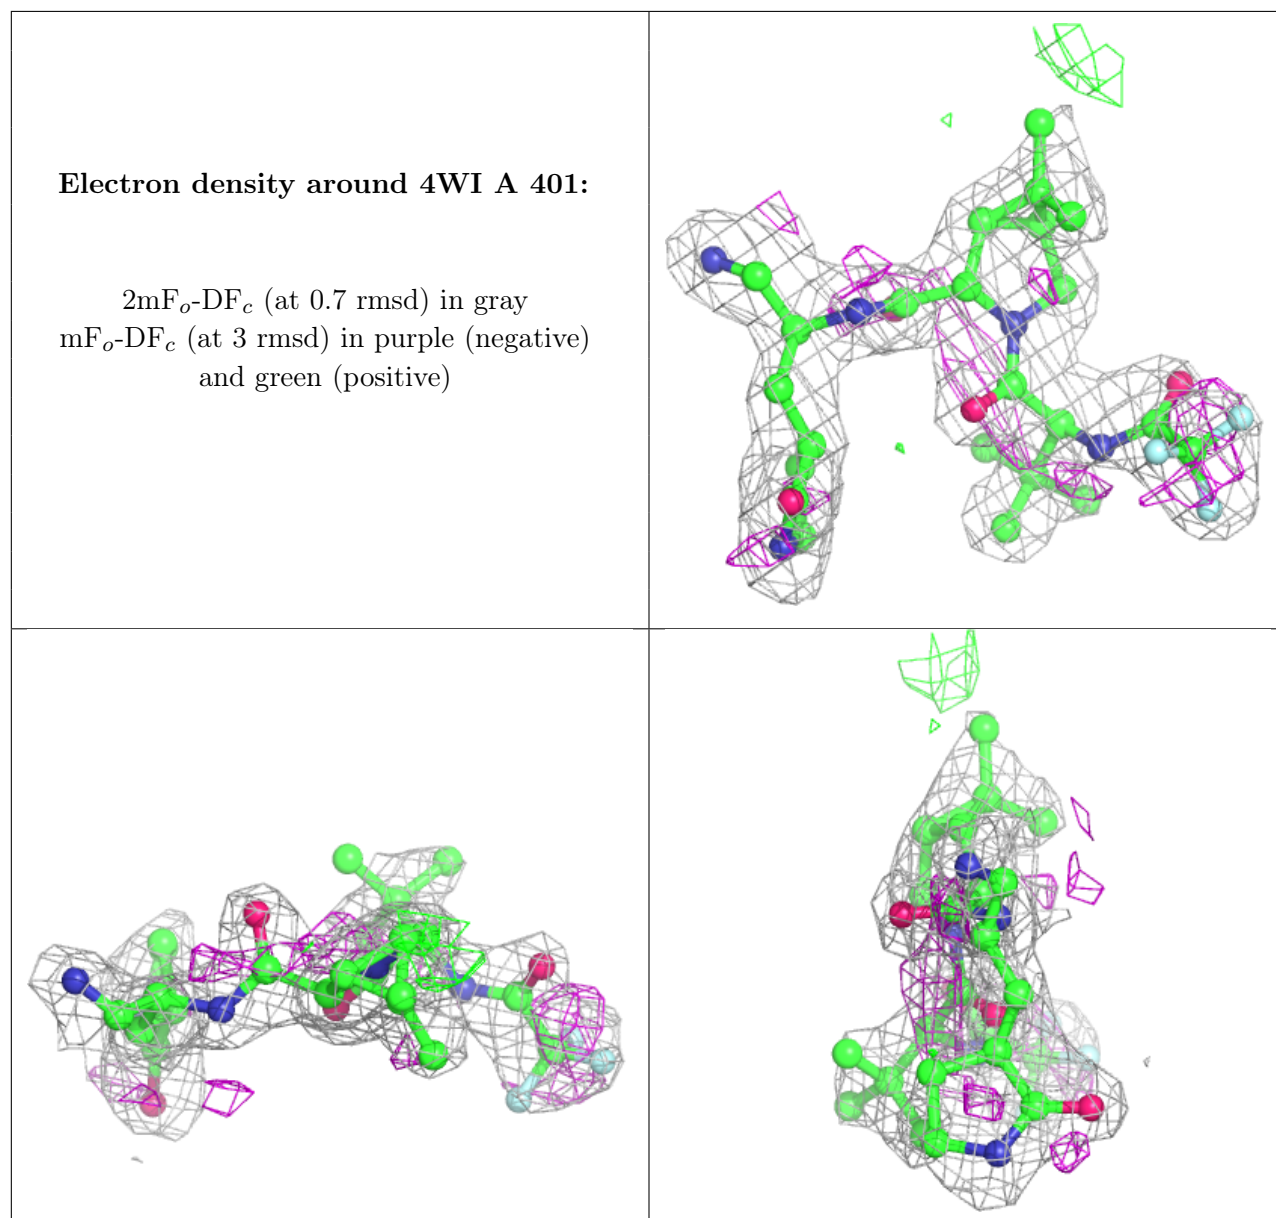 Electron density around 4WI A 401:
2mFo-DFc (at 0.7 rmsd) in gray
mFo-DFc (at 3 rmsd) in purple (negative)
and green (positive)